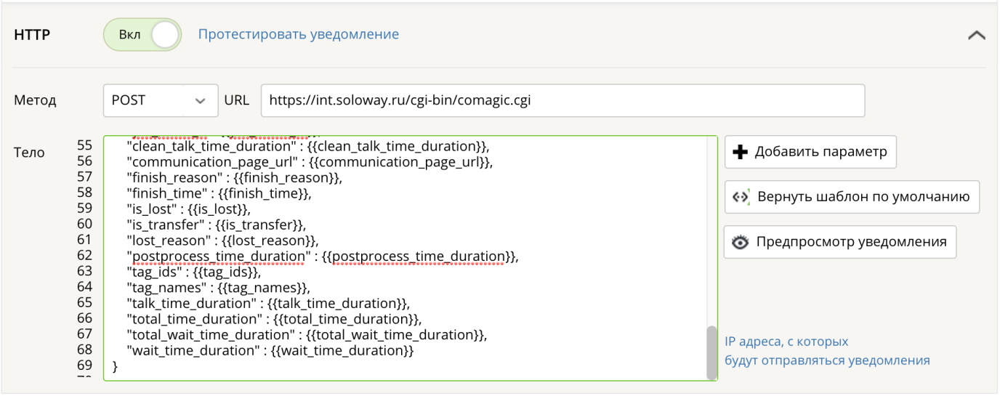 HTTP Вкл Протестировать уведомление
Метод POST URL https://int.soloway.ru/cgi-bin/comagic.cgi
Тело
55 "clean_talk_time_duration" : {{clean_talk_time_duration}},
56 "communication_page_url" : {{communication_page_url}},
57 "finish_reason" : {{finish_reason}},
58 "finish_time" : {{finish_time}},
59 "is_lost" : {{is_lost}},
60 "is_transfer" : {{is_transfer}},
61 "lost_reason" : {{lost_reason}},
62 "postprocess_time_duration" : {{postprocess_time_duration}},
63 "tag_ids" : {{tag_ids}},
64 "tag_names" : {{tag_names}},
65 "talk_time_duration" : {{talk_time_duration}},
66 "total_time_duration" : {{total_time_duration}},
67 "total_wait_time_duration" : {{total_wait_time_duration}},
68 "wait_time_duration" : {{wait_time_duration}}
69 }
Добавить параметр
Вернуть шаблон по умолчанию
Предпросмотр уведомления
IP адреса, с которых
будут отправляться уведомления